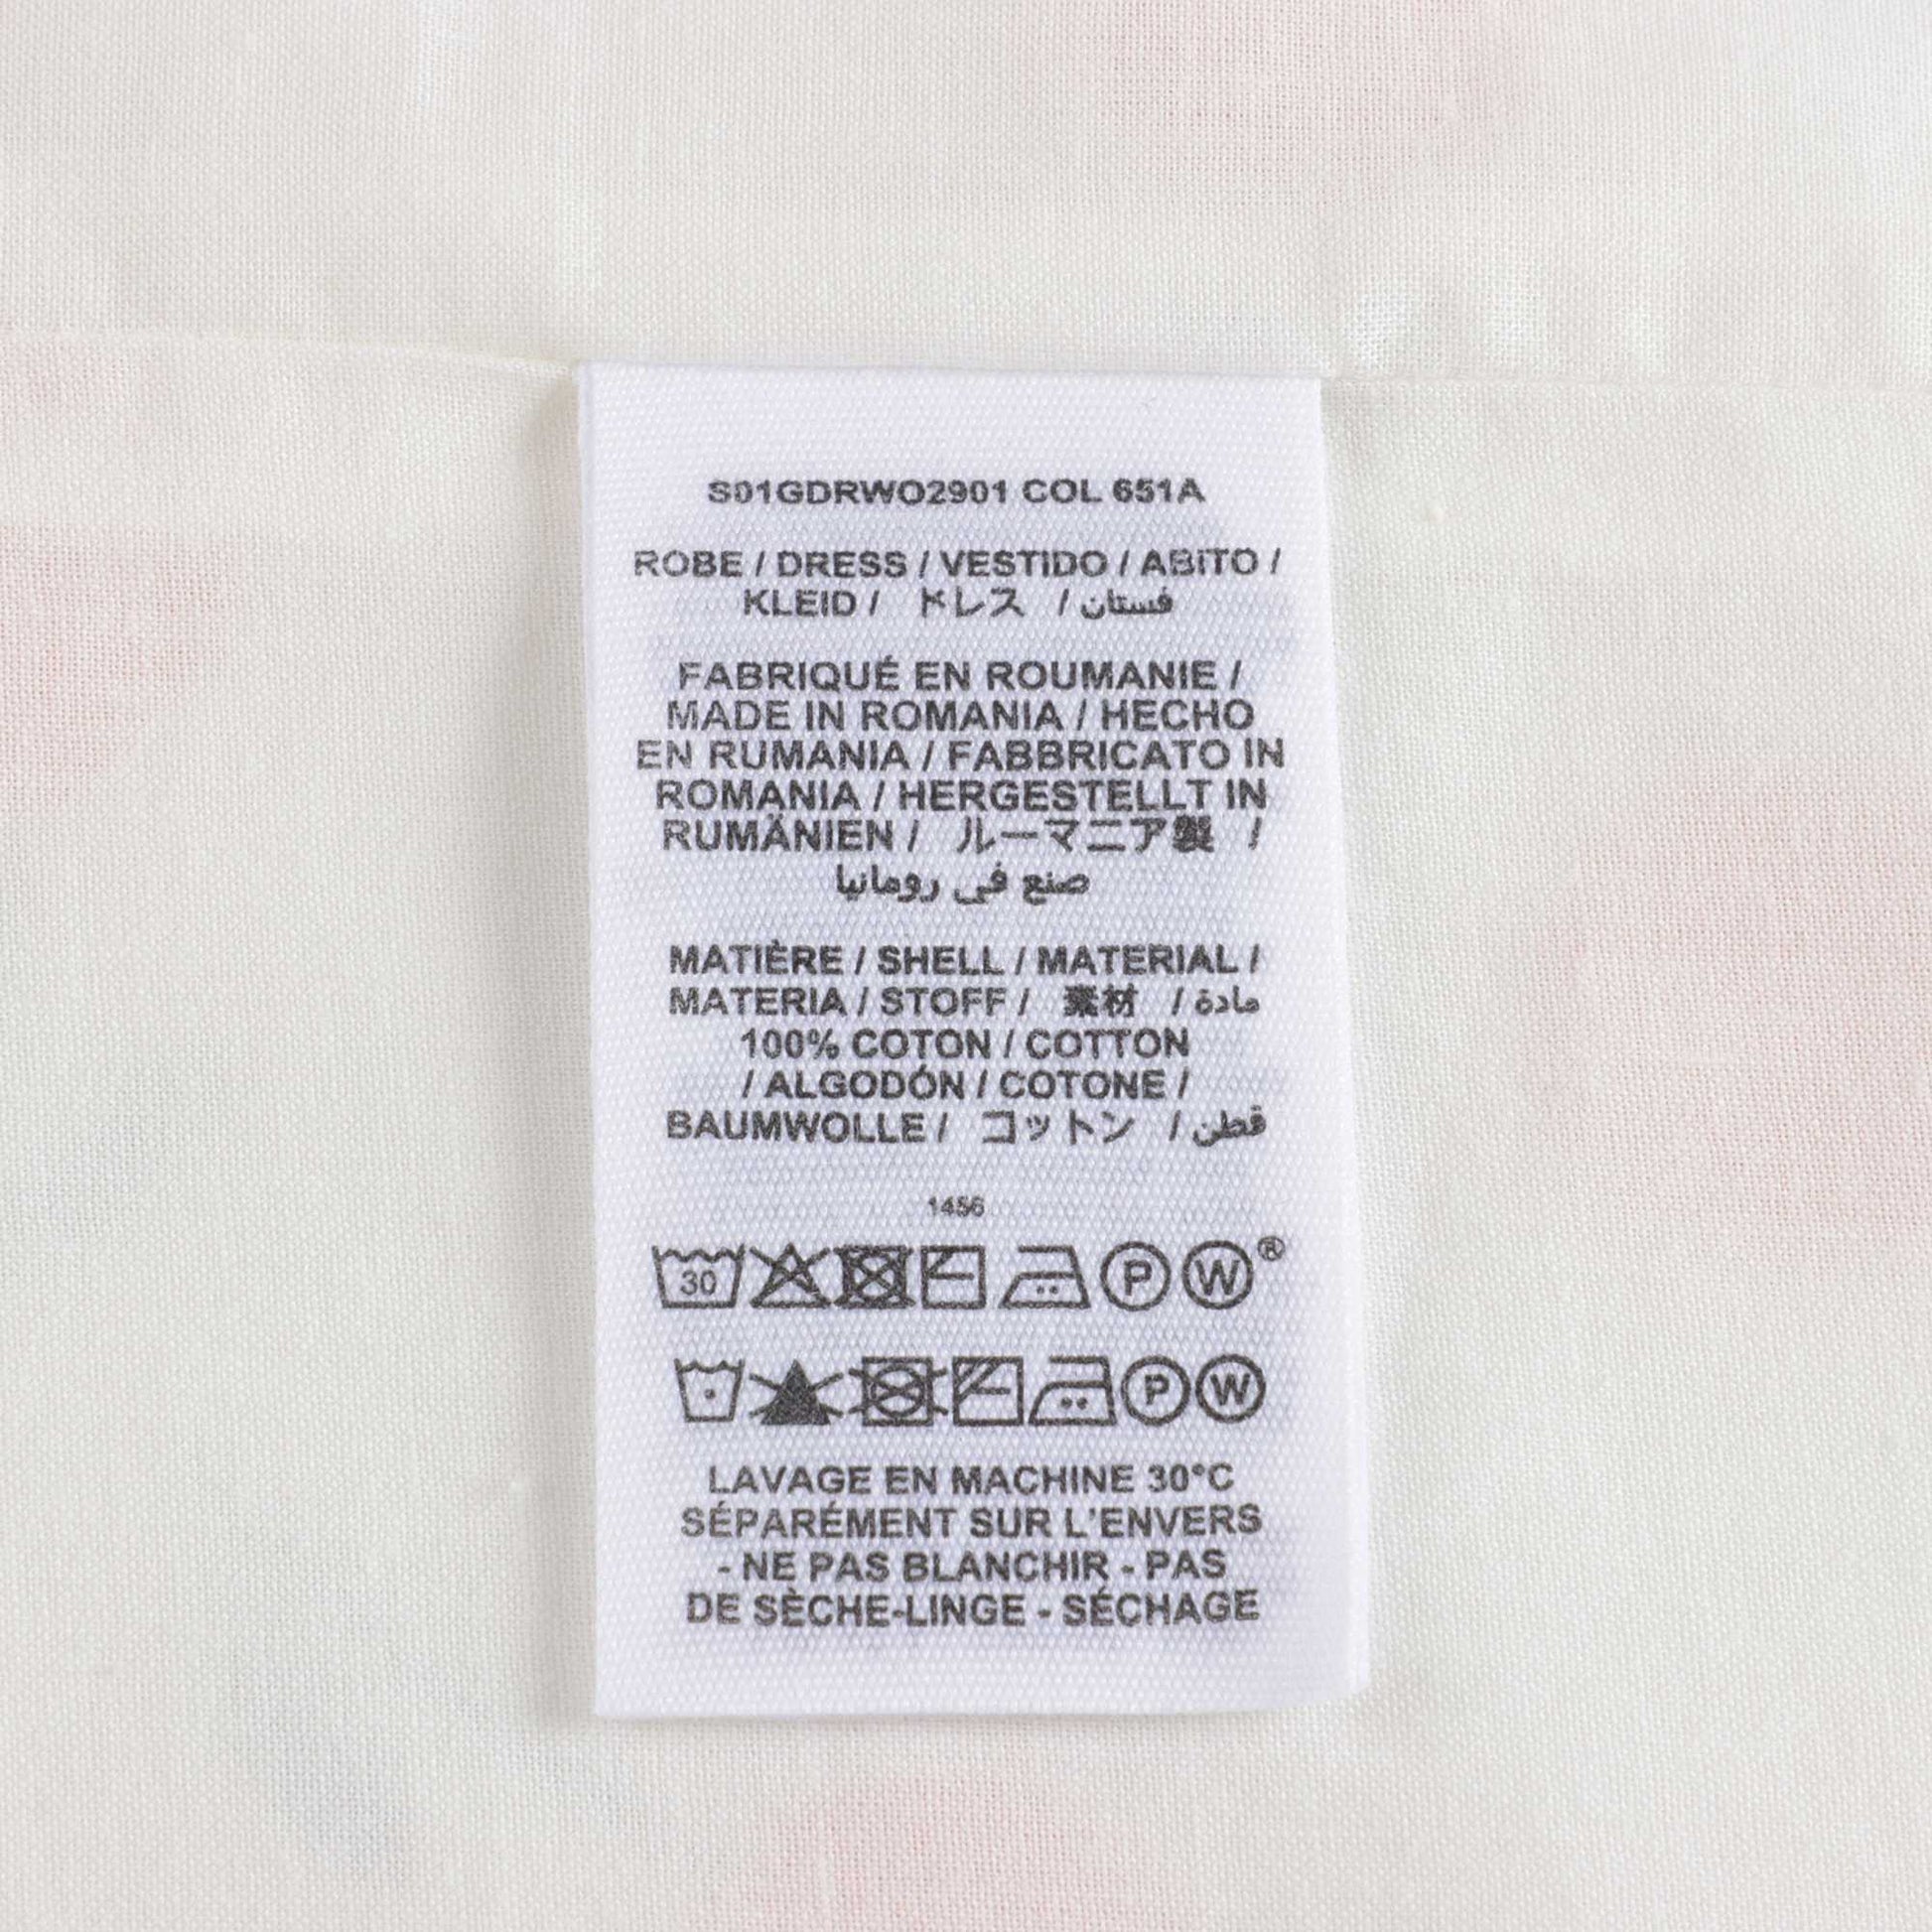 S01GDRWO2901 COL 651A
ROBE / DRESS / VESTIDO / ABITO /
KLEID / ドレス / فستان
FABRIQUÉ EN ROUMANIE /
MADE IN ROMANIA / HECHO
EN RUMANIA / FABBRICATO IN
ROMANIA / HERGESTELLT IN
RUMÄNIEN / ルーマニア製 /
صنع في رومانيا
MATIÈRE / SHELL / MATERIAL /
MATERIA / STOFF / 素材 / مادة
100% COTON / COTTON
/ ALGODÓN / COTONE /
BAUMWOLLE / コットン / قطن
1456
30 P W®
P W
LAVAGE EN MACHINE 30°C
SÉPARÉMENT SUR L'ENVERS
- NE PAS BLANCHIR - PAS
DE SÈCHE-LINGE - SÉCHAGE